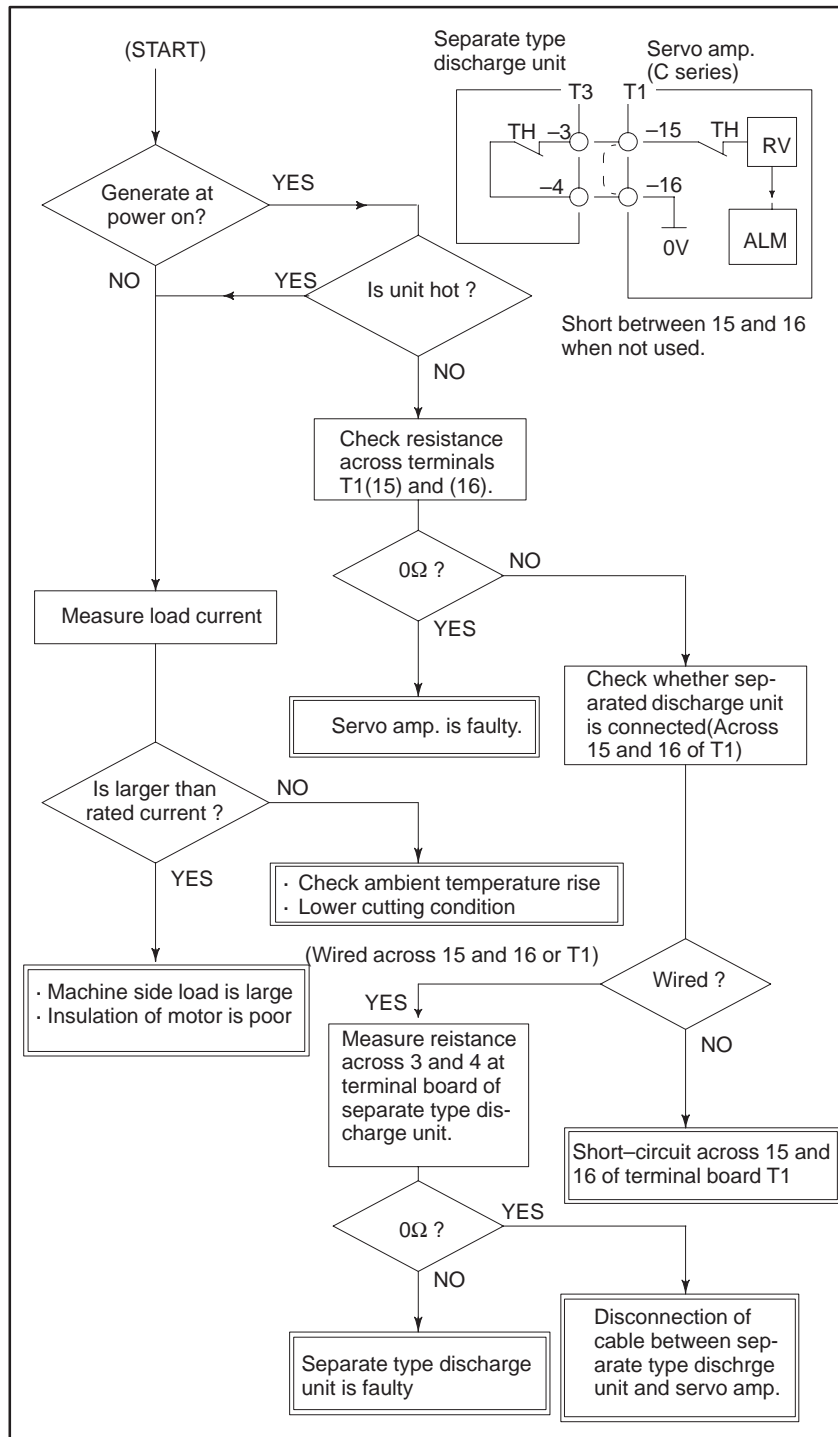 (START)
Separate type
discharge unit
Servo amp.
(C series)
T3
T1
TH
–3
–15
TH
RV
–4
–16
0V
ALM
Short betrween 15 and 16
when not used.
Generate at
power on?
YES
NO
YES
Is unit hot ?
NO
Check resistance
across terminals
T1(15) and (16).
0Ω ?
NO
YES
Measure load current
Servo amp. is faulty.
Check whether sep-
arated discharge unit
is connected(Across
15 and 16 of T1)
Is larger than
rated current ?
NO
YES
· Check ambient temperature rise
· Lower cutting condition
(Wired across 15 and 16 or T1)
· Machine side load is large
· Insulation of motor is poor
Wired ?
YES
NO
Measure reistance
across 3 and 4 at
terminal board of
separate type dis-
charge unit.
Short–circuit across 15 and
16 of terminal board T1
0Ω ?
YES
NO
Separate type discharge
unit is faulty
Disconnection of
cable between sep-
arate type dischrge
unit and servo amp.